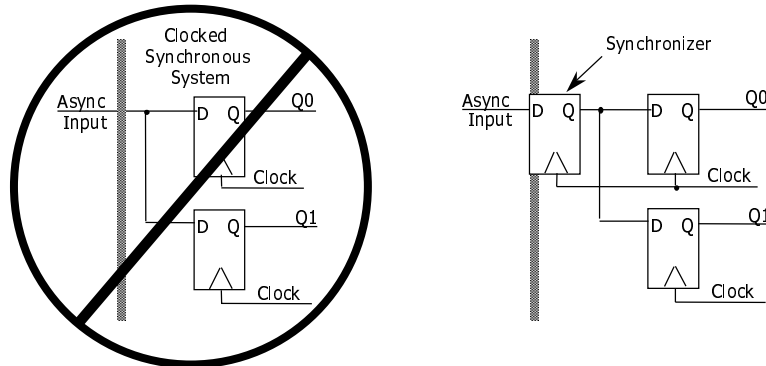 Clocked
Synchronous
System
Async
Input
D Q
Q0
Clock
D Q
Q1
Clock
Synchronizer
Async
Input
D Q
D Q
Q0
Clock
D Q
Q1
Clock